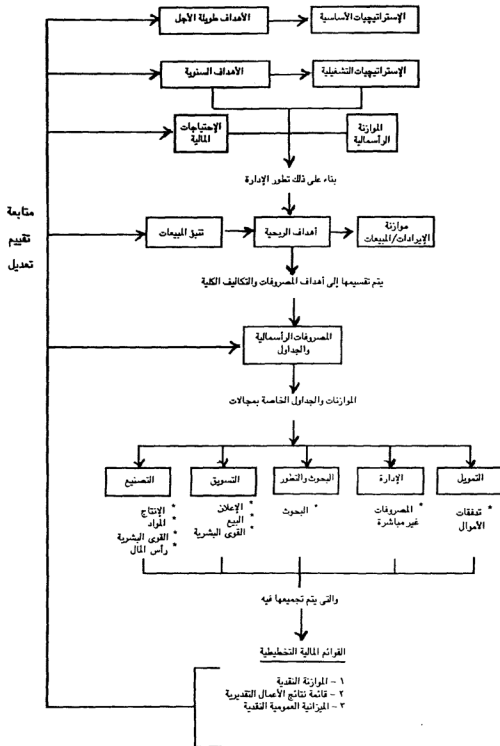 الأهداف طويلة الأجل
الإستراتيجيات الأساسية
الأهداف السنوية
الإستراتيجيات التشغيلية
الإحتياجات
المالية
الموازنة
الرأسمالية
بناء على ذلك تطور الإدارة
متابعة
تقييم
تعديل
تنبؤ المبيعات
أهداف الربحية
موازنة
الإيرادات/المبيعات
يتم تقسيمها إلى أهداف المصروفات والتكاليف الكلية
المصروفات الرأسمالية
والجداول
الموازنات والجداول الخاصة بمجالات
التصنيع
التسويق
البحوث والتطور
الإدارة
التمويل
* الإنتاج
* المواد
* القوى البشرية
* رأس المال
* الإعلان
* البيع
* القوى البشرية
* البحوث
* المصروفات
غير مباشرة
* تدفقات
الأموال
والتى يتم تجميعها فيه
القوائم المالية التخطيطية
١ - الموازنة النقدية
٢ - قائمة نتائج الأعمال التقديرية
٣ - الميزانية العمومية النقدية